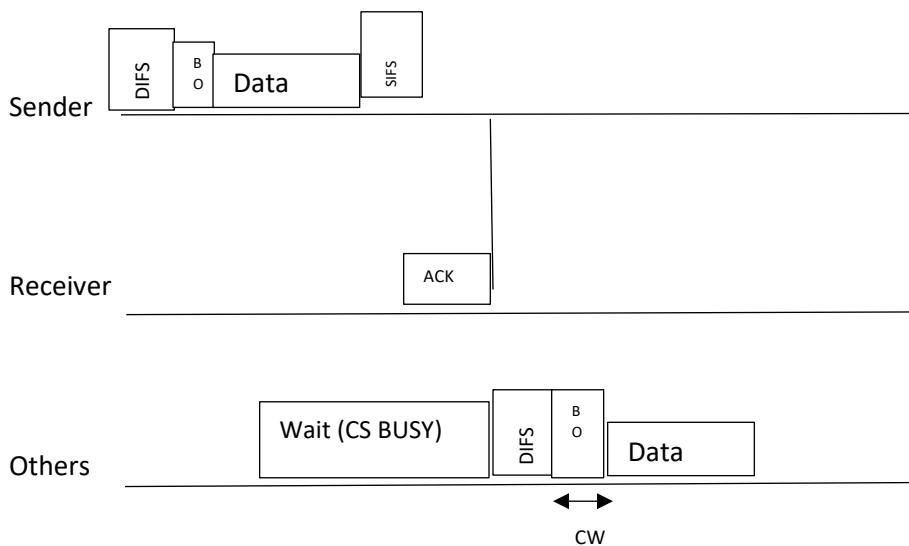 DIFS
B
O
Data
SIFS
Sender
ACK
Receiver
Wait (CS BUSY)
DIFS
B
O
Data
Others
CW